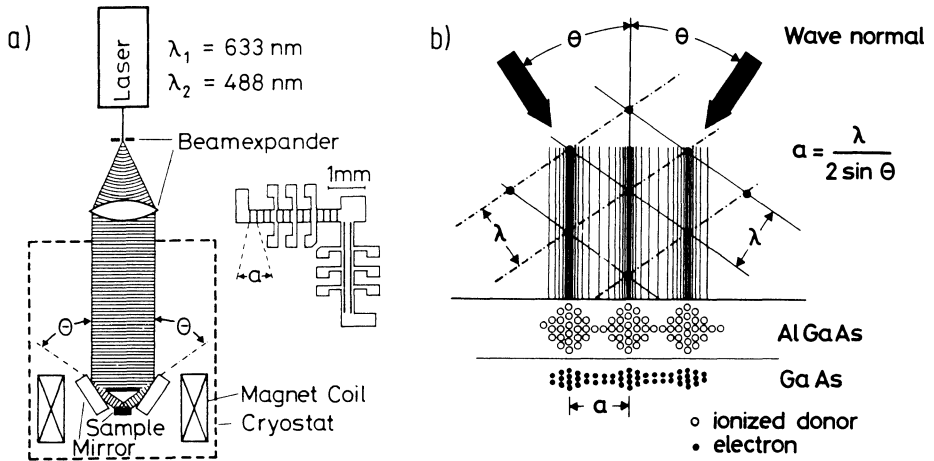 a)
Laser
λ₁ = 633 nm
λ₂ = 488 nm
Beamexpander
1mm
a
Θ
Θ
Magnet Coil
Cryostat
Sample
Mirror
b)
Θ
Θ
Wave normal
a = λ / 2 sin Θ
λ
λ
AlGaAs
GaAs
a
ionized donor
electron